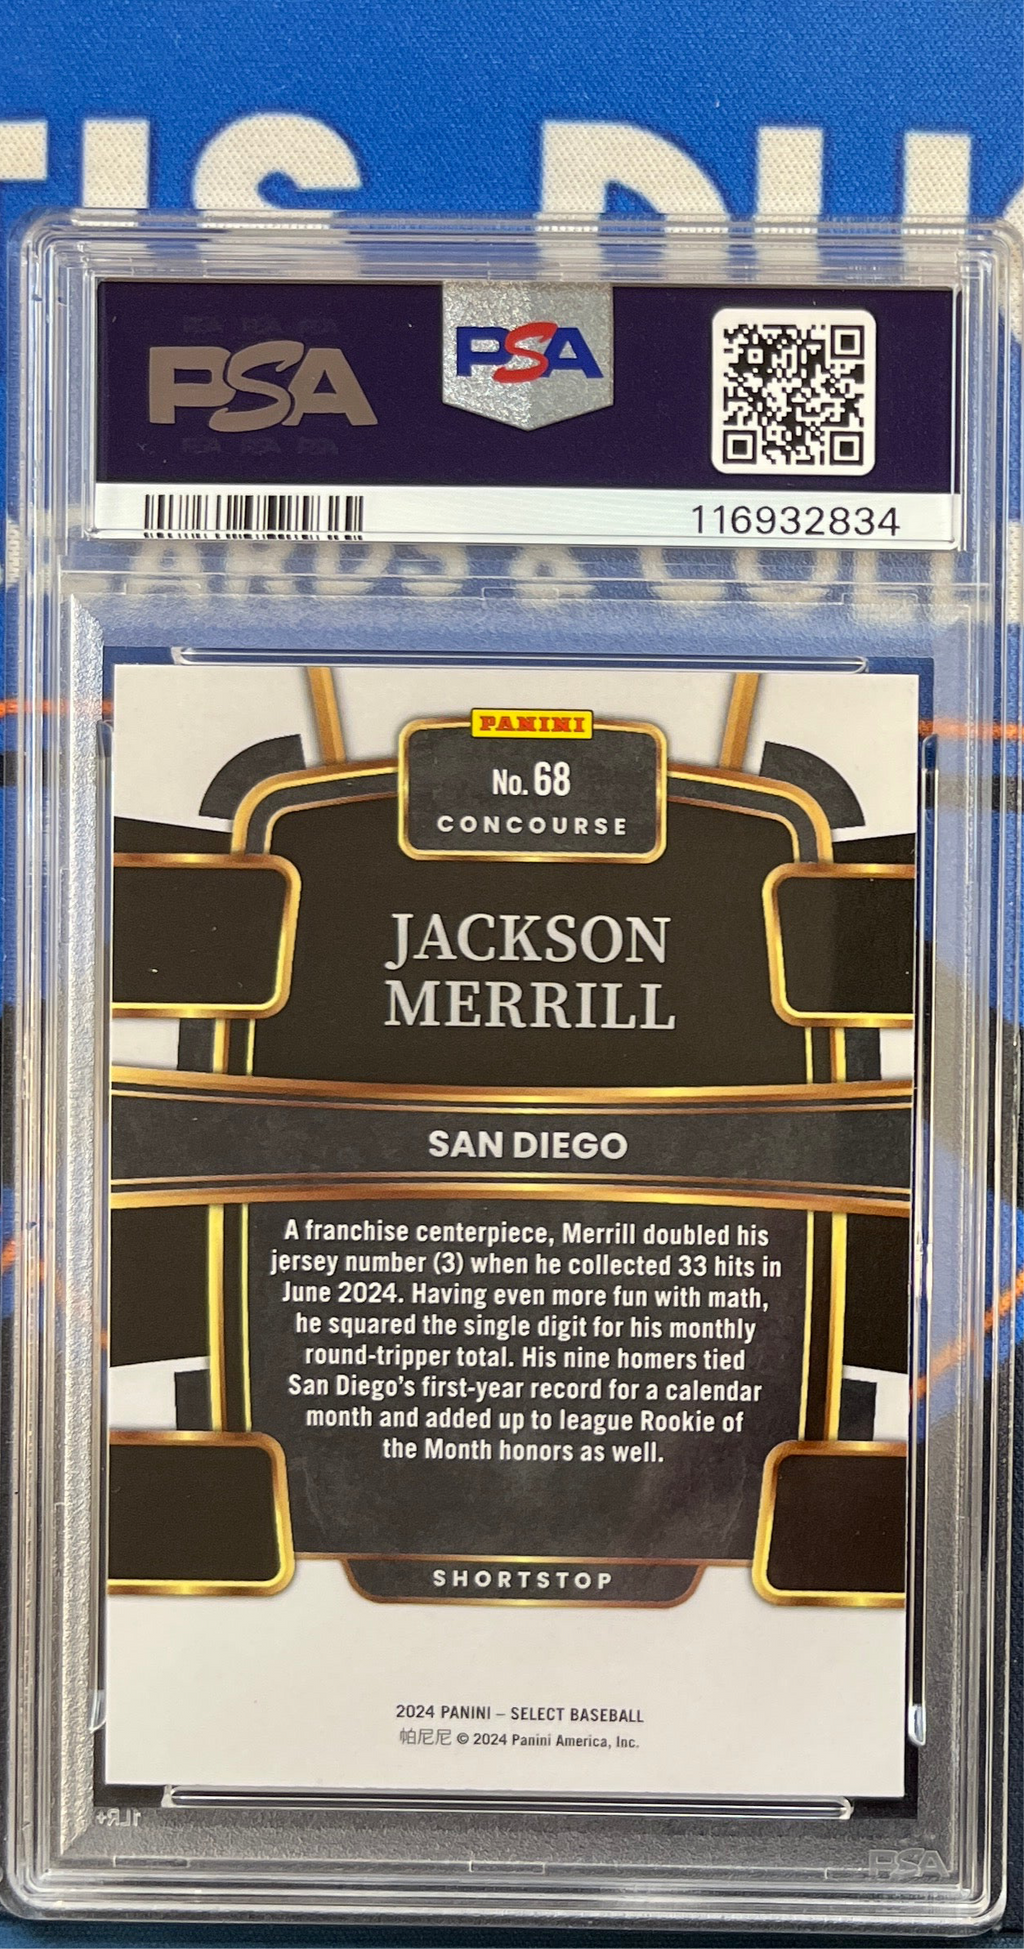 PSA
PSA
116932834
CARDS & COLL
PANINI
No. 68
CONCOURSE
JACKSON
MERRILL
SAN DIEGO
A franchise centerpiece, Merrill doubled his
jersey number (3) when he collected 33 hits in
June 2024. Having even more fun with math,
he squared the single digit for his monthly
round-tripper total. His nine homers tied
San Diego's first-year record for a calendar
month and added up to league Rookie of
the Month honors as well.
SHORTSTOP
2024 PANINI – SELECT BASEBALL
帕尼尼 © 2024 Panini America, Inc.
1LR+
PSA